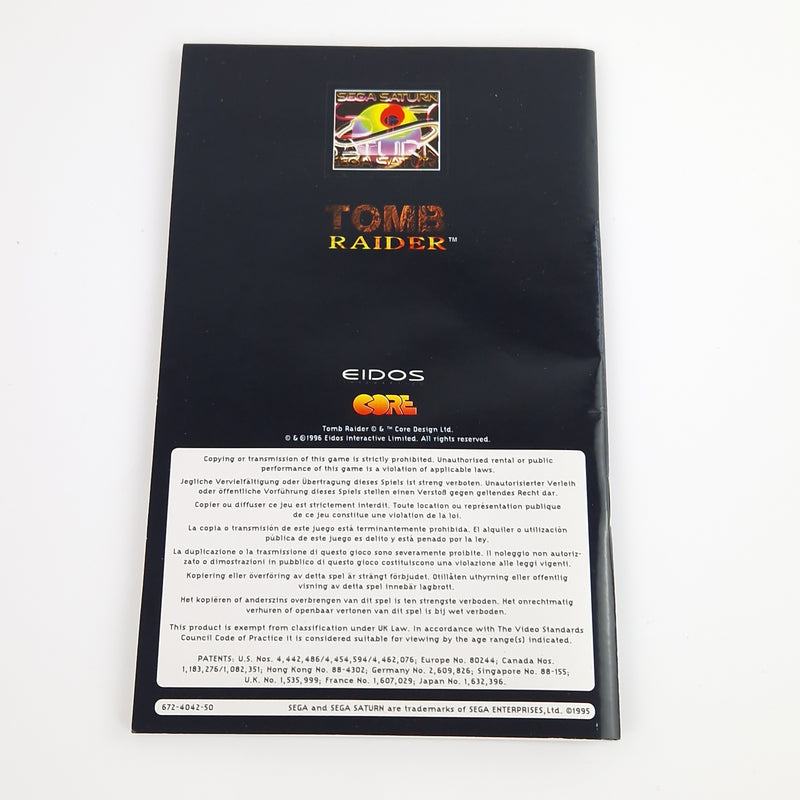 SEGA SATURN
SATURN
SEGA SATURN
TOMB
RAIDER™
EIDOS
CORE
Tomb Raider © & ™ Core Design Ltd.
© & ℗1996 Eidos Interactive Limited. All rights reserved.
Copying or transmission of this game is strictly prohibited. Unauthorised rental or public
performance of this game is a violation of applicable laws.
Jegliche Vervielfältigung oder Übertragung dieses Spiels ist streng verboten. Unautorisierter Verleih
oder öffentliche Vorführung dieses Spiels stellen einen Verstoß gegen geltendes Recht dar.
Copier ou diffuser ce jeu est strictement interdit. Toute location ou représentation publique
de ce jeu constitue une violation de la loi.
La copia o transmisión de este juego está terminantemente prohibida. El alquiler o utilización
pública de este juego es delito y está penado por la ley.
La duplicazione o la trasmissione di questo gioco sono severamente proibite. Il noleggio non autoriz-
zato o dimostrazioni in pubblico di questo gioco costituiscono una violazione alle leggi vigenti.
Kopiering eller överföring av detta spel är strängt förbjudet. Otillåten uthyrning eller offentlig
visning av detta spel innebär lagbrott.
Het kopiëren of anderszins overbrengen van dit spel is ten strengste verboden. Het onrechtmatig
verhuren of openbaar vertonen van dit spel is bij wet verboden.
This product is exempt from classification under UK Law. In accordance with The Video Standards
Council Code of Practice it is considered suitable for viewing by the age range(s) indicated.
PATENTS: U.S. Nos. 4,442,486/4,454,594/4,462,076; Europe No. 80244; Canada Nos.
1,183,276/1,082,351; Hong Kong No. 88-4302; Germany No. 2,609,826; Singapore No. 88-155;
U.K. No. 1,535,999; France No. 1,607,029; Japan No. 1,632,396.
672-4042-50 SEGA and SEGA SATURN are trademarks of SEGA ENTERPRISES, Ltd. ©1995